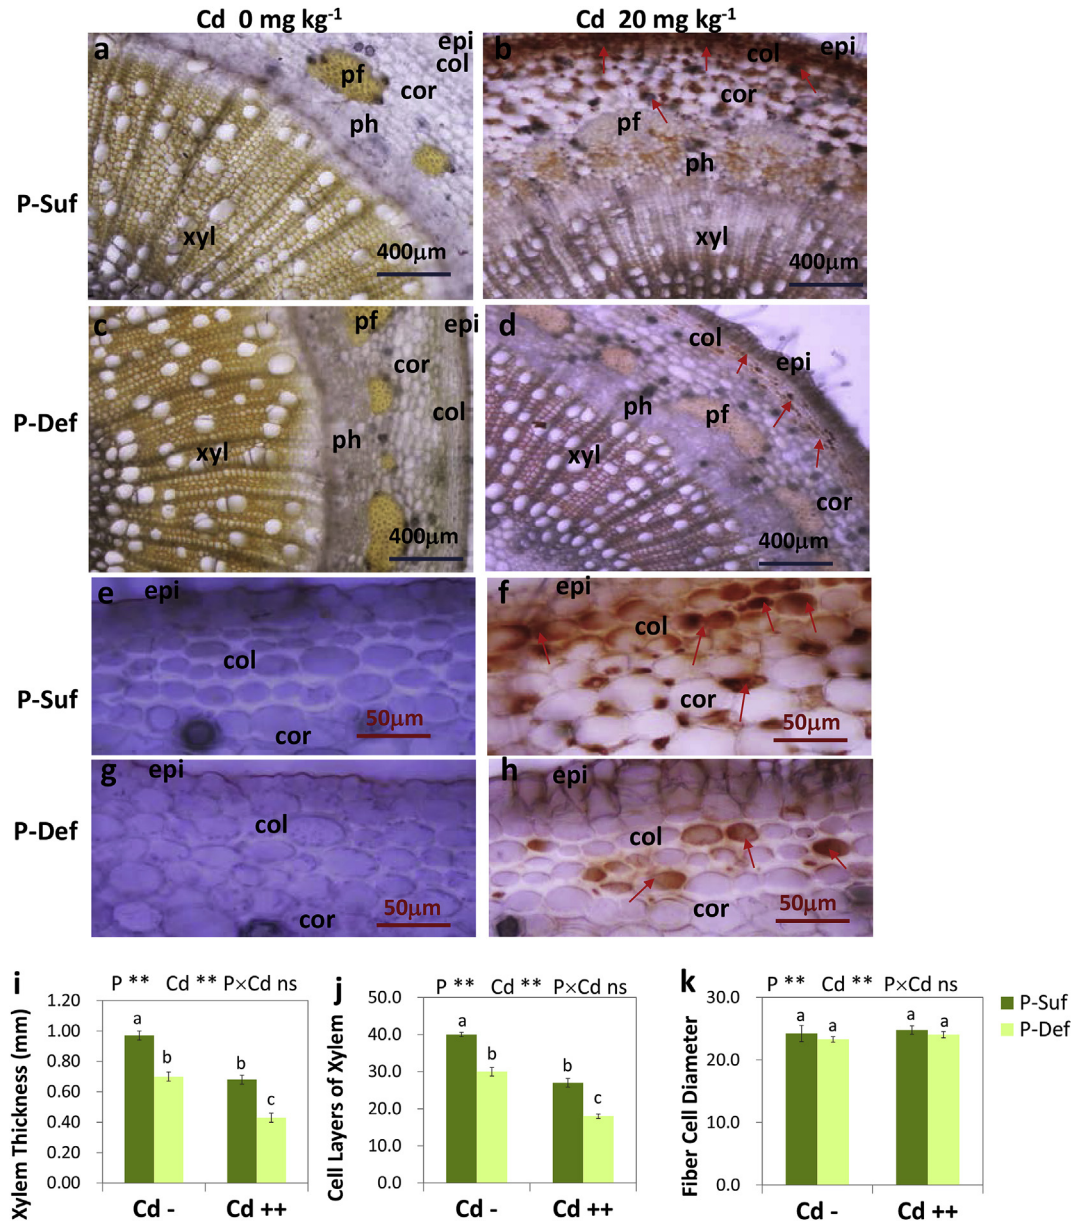 Cd 0 mg kg-1
Cd 20 mg kg-1
P-Suf
a
epi
col
pf
cor
ph
xyl
400μm
b
epi
col
cor
pf
ph
xyl
400μm
P-Def
c
pf
epi
cor
col
ph
xyl
400μm
d
col
epi
ph
pf
xyl
cor
400μm
P-Suf
e
epi
col
50μm
cor
f
epi
col
cor
50μm
P-Def
g
epi
col
50μm
cor
h
epi
col
cor
50μm
i
P ** Cd ** P×Cd ns
Xylem Thickness (mm)
1.20
1.00
0.80
0.60
0.40
0.20
0.00
a
b
b
c
Cd -
Cd ++
j
P ** Cd ** P×Cd ns
Cell Layers of Xylem
50.0
40.0
30.0
20.0
10.0
0.0
a
b
b
c
Cd -
Cd ++
k
P ** Cd ** P×Cd ns
Fiber Cell Diameter
30.0
20.0
10.0
0.0
a
a
a
a
Cd -
Cd ++
P-Suf
P-Def